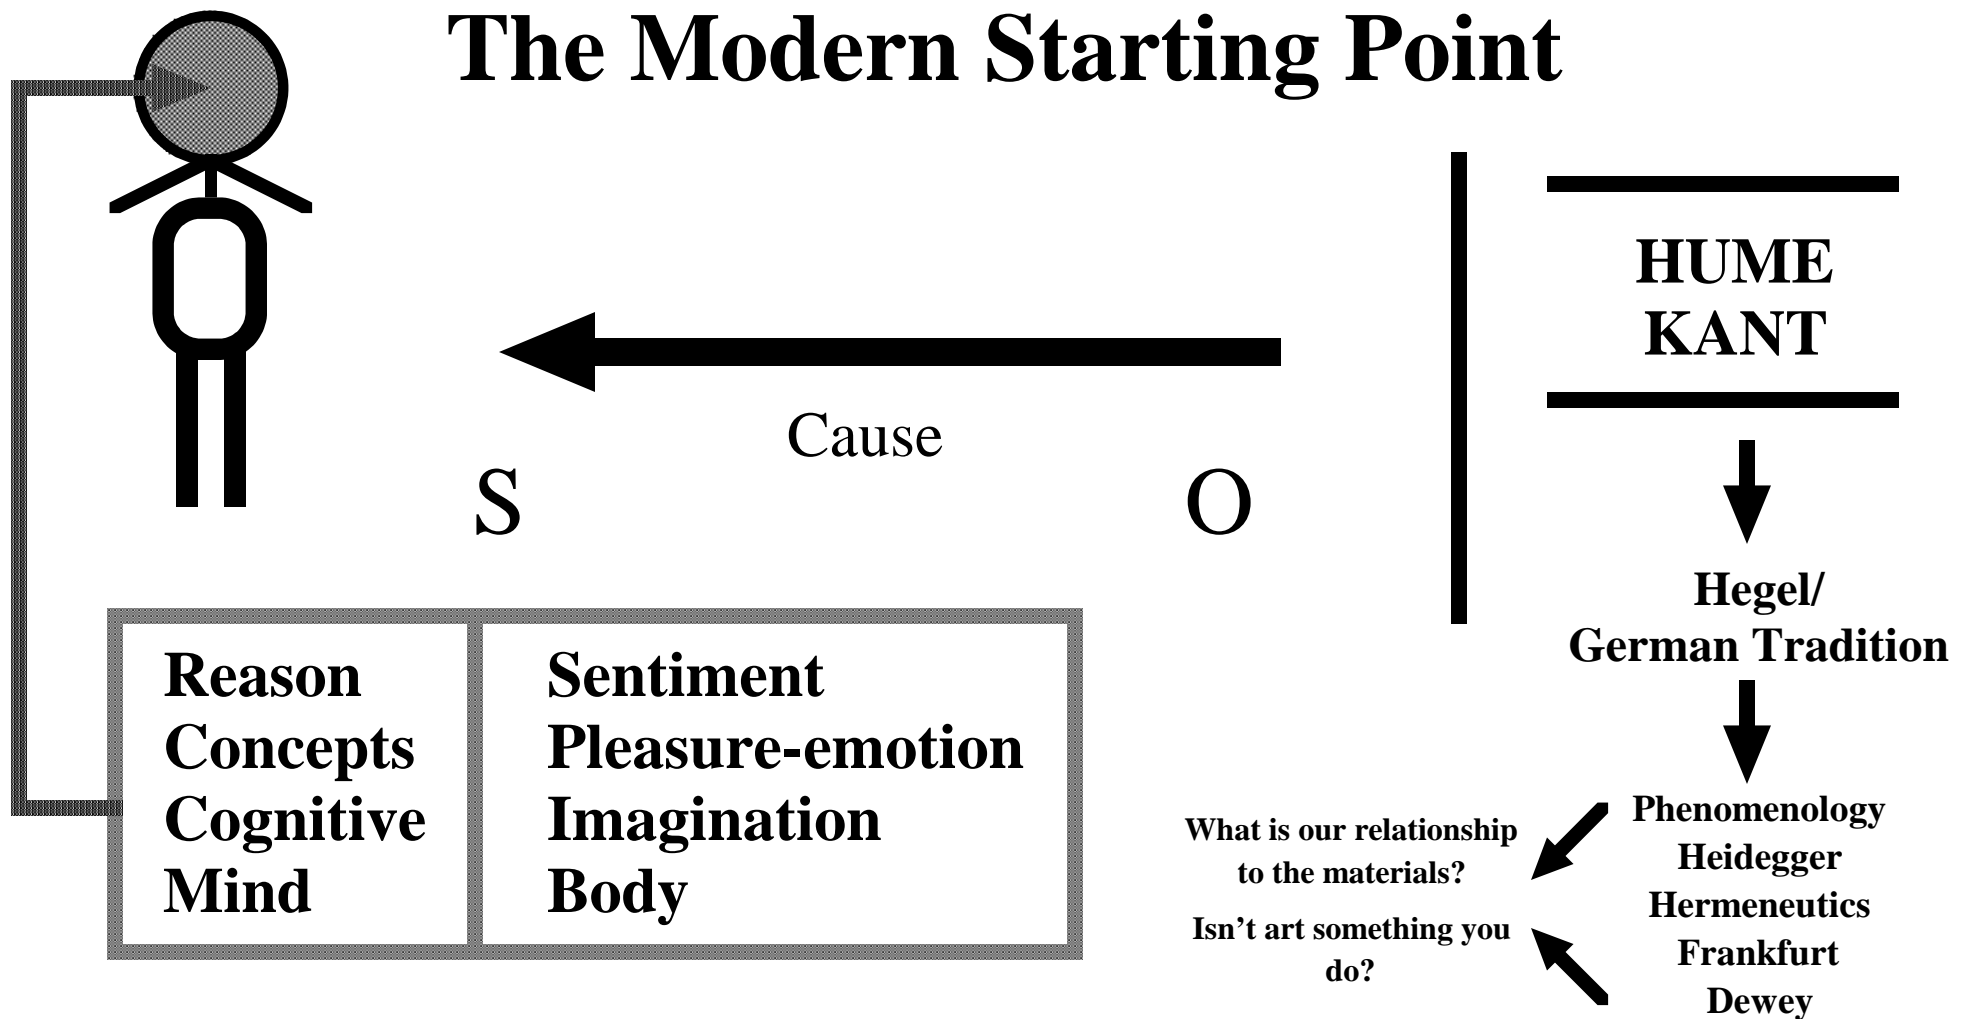 The Modern Starting Point
Cause
S
O
Reason
Concepts
Cognitive
Mind
Sentiment
Pleasure-emotion
Imagination
Body
HUME
KANT
Hegel/
German Tradition
Phenomenology
Heidegger
Hermeneutics
Frankfurt
Dewey
What is our relationship
to the materials?
Isn’t art something you
do?